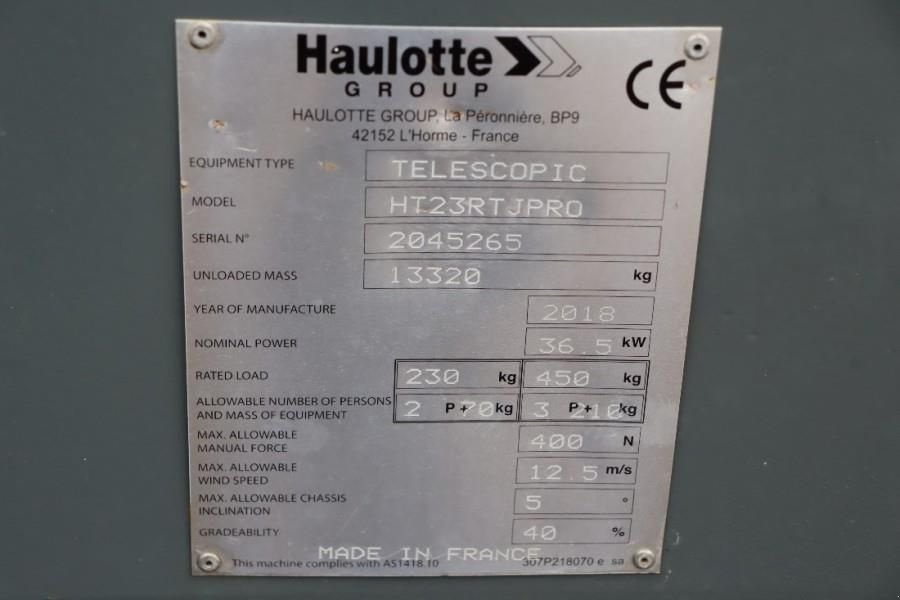 Haulotte
GROUP
CE
HAULOTTE GROUP, La Péronnière, BP9
42152 L'Horme - France
EQUIPMENT TYPE TELESCOPIC
MODEL HT23RTJPRO
SERIAL N° 2045265
UNLOADED MASS 13320 kg
YEAR OF MANUFACTURE 2018
NOMINAL POWER 36.5 kW
RATED LOAD 230 kg 450 kg
ALLOWABLE NUMBER OF PERSONS
AND MASS OF EQUIPMENT 2 P+ 70 kg 3 P+ 210 kg
MAX. ALLOWABLE
MANUAL FORCE 400 N
MAX. ALLOWABLE
WIND SPEED 12.5 m/s
MAX. ALLOWABLE CHASSIS
INCLINATION 5 °
GRADEABILITY 40 %
MADE IN FRANCE
This machine complies with AS1418.10 307P218070 e sa